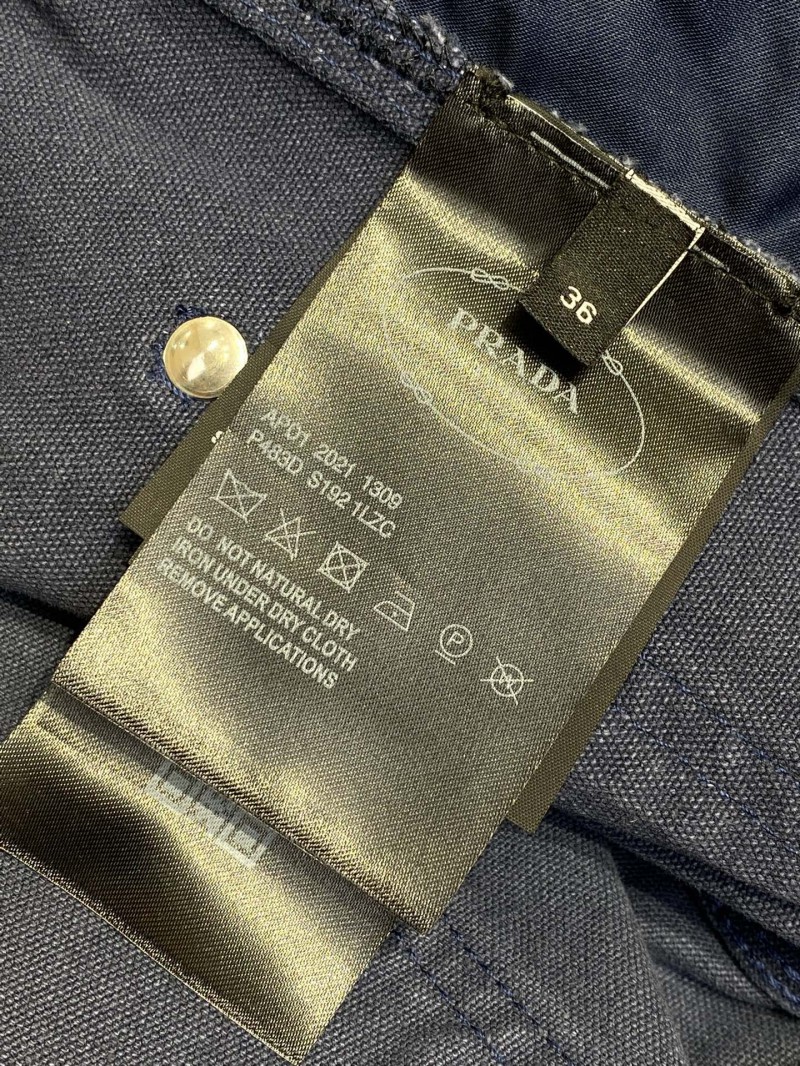 36
PRADA
AP01 2021 1309
P483D S192 1LZC
DO NOT NATURAL DRY
IRON UNDER DRY CLOTH
REMOVE APPLICATIONS
P
W